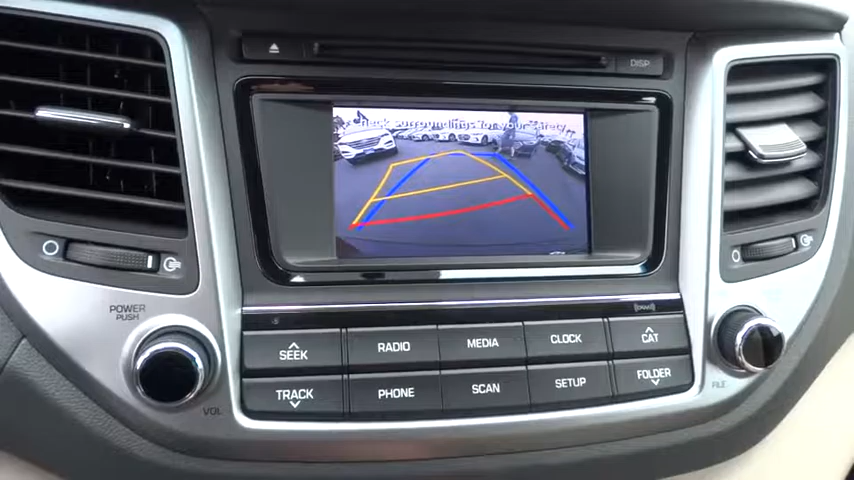 DISP
Check surroundings for your safety
POWER
PUSH
SEEK RADIO MEDIA CLOCK CAT FOLDER
TRACK PHONE SCAN SETUP FOLDER
VOL
FILE